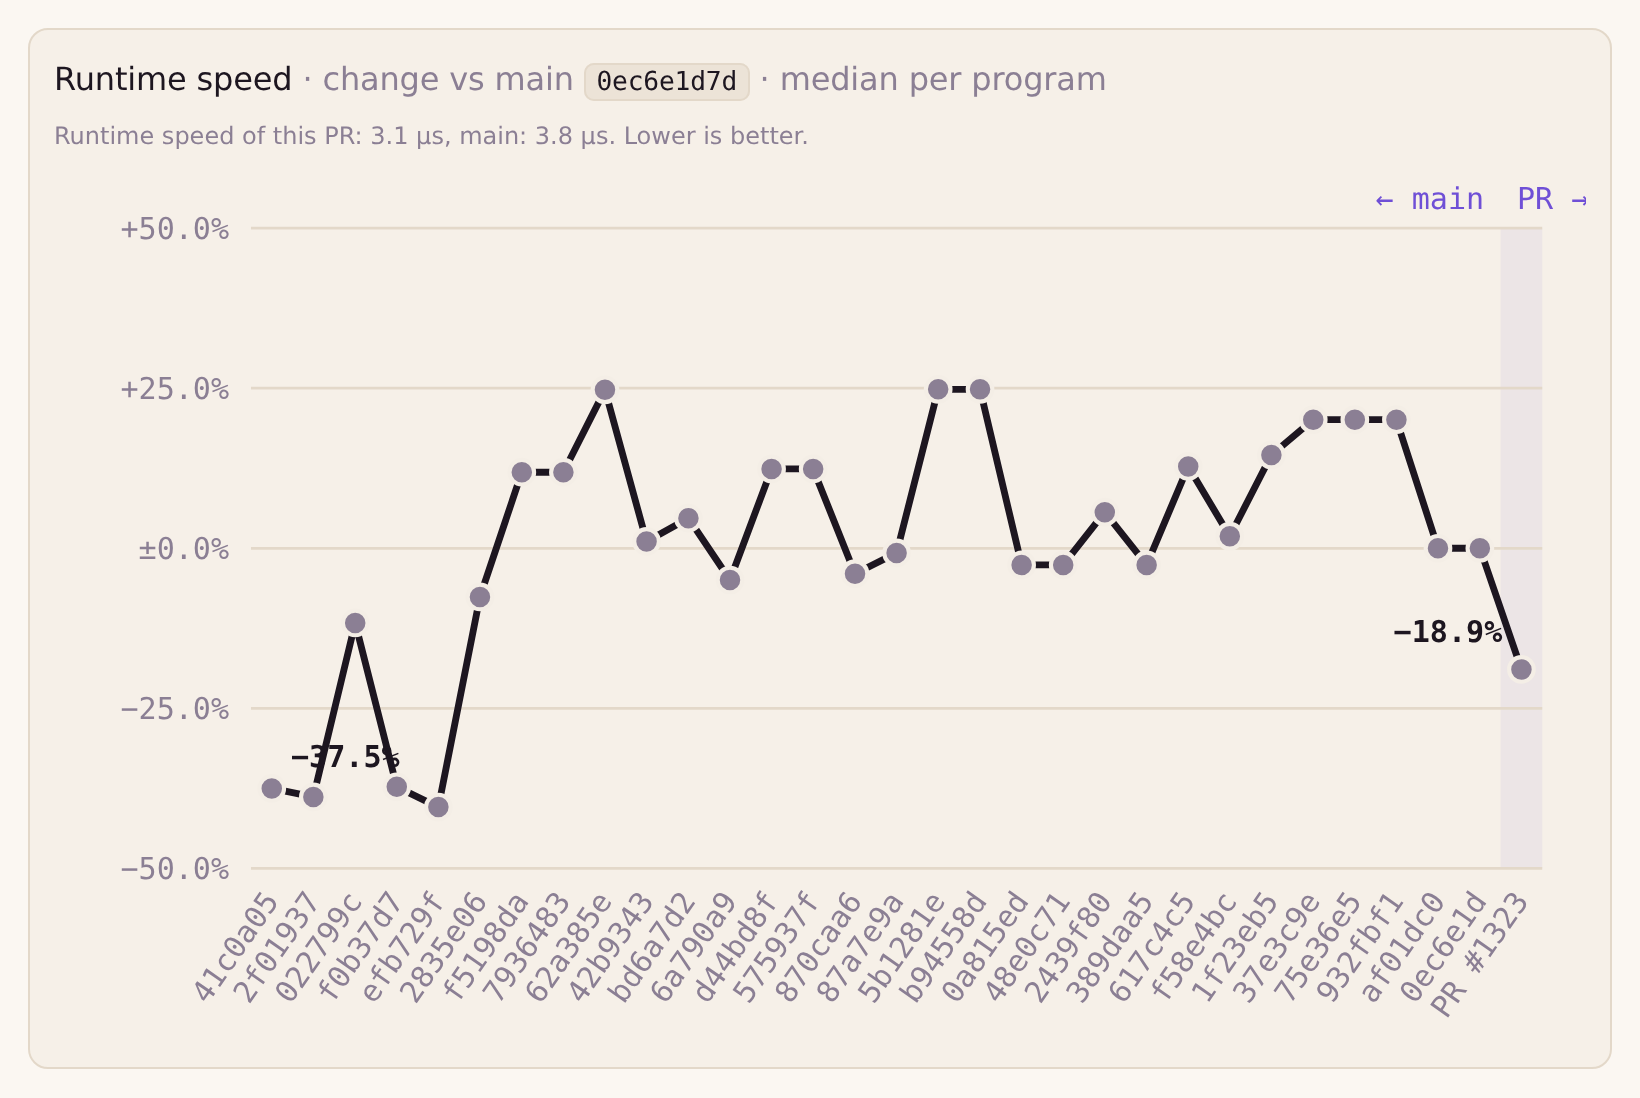 Runtime speed · change vs main 0ec6e1d7d · median per program
Runtime speed of this PR: 3.1 µs, main: 3.8 µs. Lower is better.
← main PR →
+50.0%
+25.0%
±0.0%
−25.0%
−50.0%
−37.5%
−18.9%
41c0a05
2f01937
022799c
f0b37d7
efb729f
2835e06
f5198da
7936483
62a385e
42b9343
bd6a7d2
6a790a9
d44bd8f
575937f
870caa6
87a7e9a
5b1281e
b94558d
0a815ed
48e0c71
2439f80
389daa5
617c4c5
f58e4bc
1f23eb5
37e3c9e
75e36e5
932fbf1
af01dc0
0ec6e1d
PR #1323